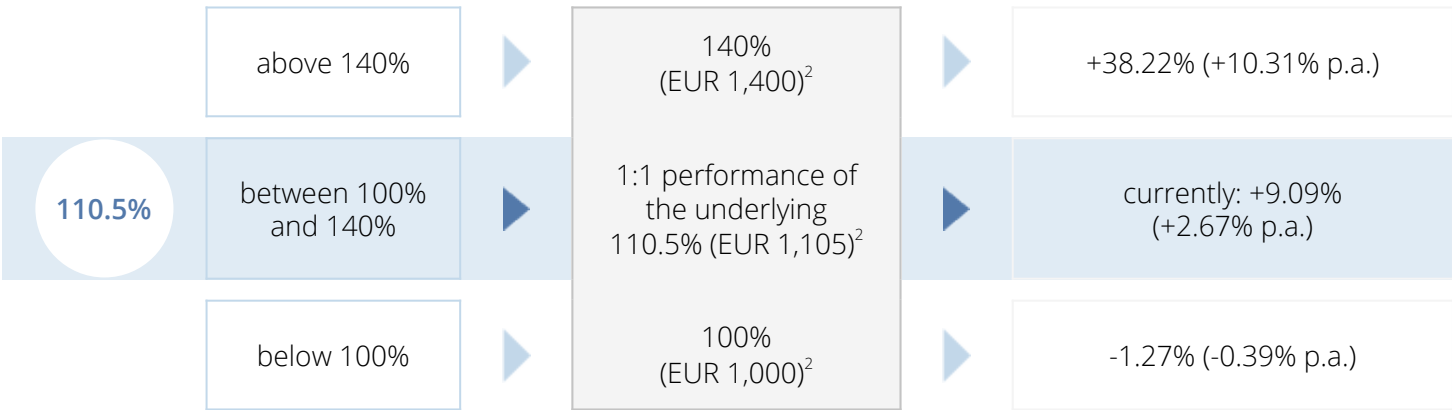 above 140%
140%
(EUR 1,400)²
+38.22% (+10.31% p.a.)
110.5%
between 100%
and 140%
1:1 performance of
the underlying
110.5% (EUR 1,105)²
currently: +9.09%
(+2.67% p.a.)
below 100%
100%
(EUR 1,000)²
-1.27% (-0.39% p.a.)